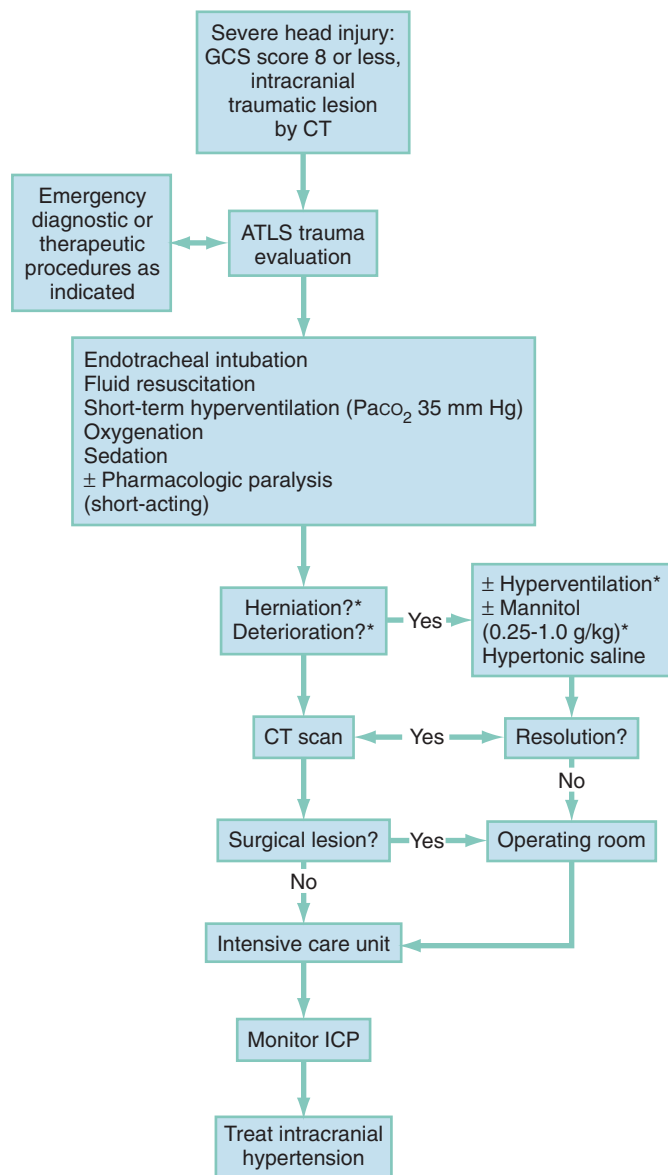 Severe head injury:
GCS score 8 or less,
intracranial
traumatic lesion
by CT
Emergency
diagnostic or
therapeutic
procedures as
indicated
ATLS trauma
evaluation
Endotracheal intubation
Fluid resuscitation
Short-term hyperventilation (PaCO2 35 mm Hg)
Oxygenation
Sedation
± Pharmacologic paralysis
(short-acting)
Herniation?*
Deterioration?*
Yes
± Hyperventilation*
± Mannitol
(0.25-1.0 g/kg)*
Hypertonic saline
CT scan
Yes
Resolution?
No
Surgical lesion?
Yes
Operating room
No
Intensive care unit
Monitor ICP
Treat intracranial
hypertension